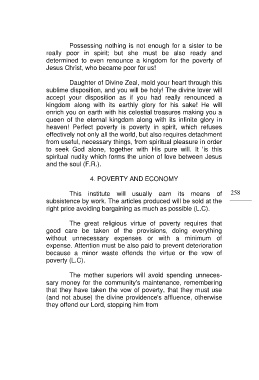 Possessing nothing is not enough for a sister to be
really poor in spirit; but she must be also ready and
determined to even renounce a kingdom for the poverty of
Jesus Christ, who became poor for us!
Daughter of Divine Zeal, mold your heart through this
sublime disposition, and you will be holy! The divine lover will
accept your disposition as if you had really renounced a
kingdom along with its earthly glory for his sake! He will
enrich you on earth with his celestial treasures making you a
queen of the eternal kingdom along with its infinite glory in
heaven! Perfect poverty is poverty in spirit, which refuses
effectively not only all the world, but also requires detachment
from useful, necessary things, from spiritual pleasure in order
to seek God alone, together with His pure will. It 'is this
spiritual nudity which forms the union of love between Jesus
and the soul (F.R.).
4. POVERTY AND ECONOMY
This institute will usually earn its means of
subsistence by work. The articles produced will be sold at the
right price avoiding bargaining as much as possible (L.C).
258
The great religious virtue of poverty requires that
good care be taken of the provisions, doing everything
without unnecessary expenses or with a minimum of
expense. Attention must be also paid to prevent deterioration
because a minor waste offends the virtue or the vow of
poverty (L.C).
The mother superiors will avoid spending unneces-
sary money for the community's maintenance, remembering
that they have taken the vow of poverty, that they must use
(and not abuse) the divine providence's affluence, otherwise
they offend our Lord, stopping him from